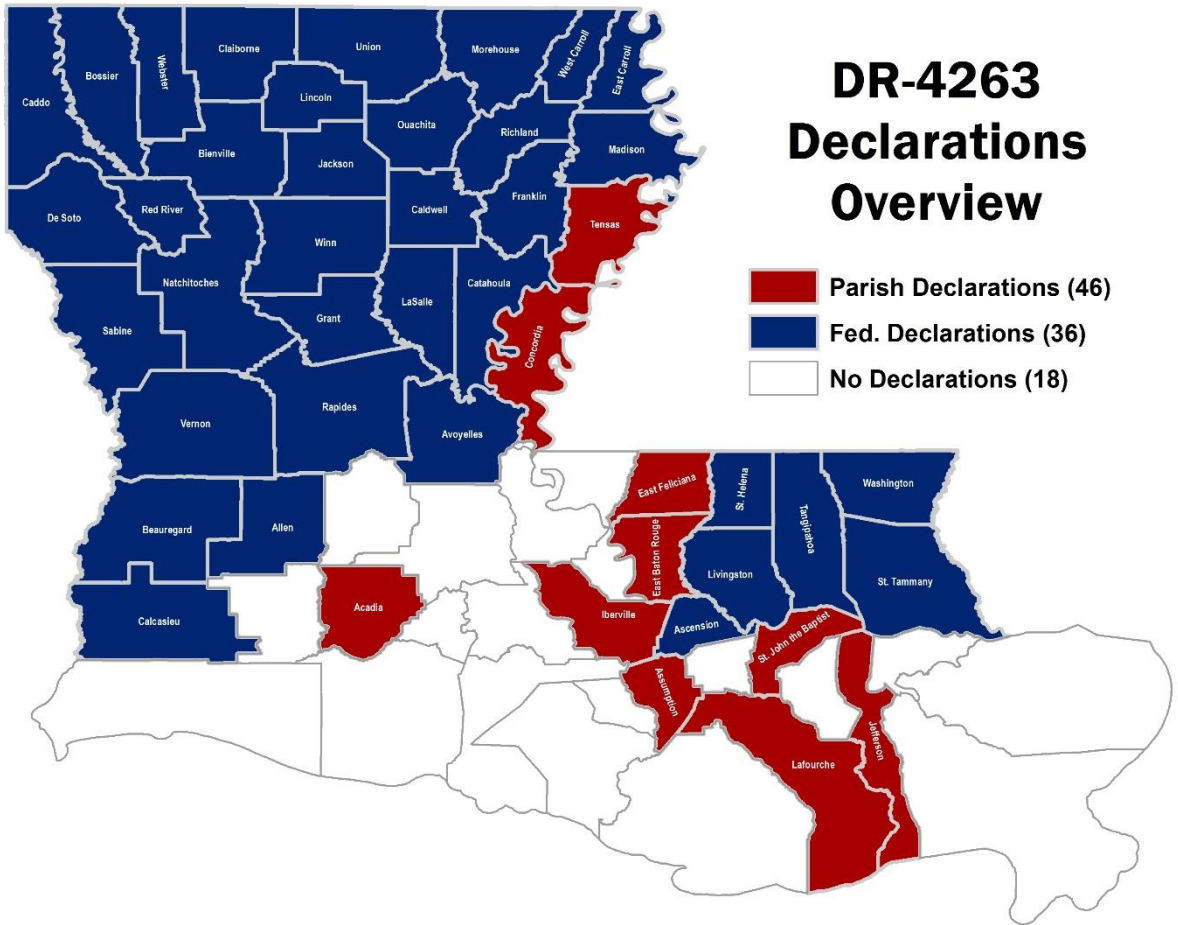 DR-4263
Declarations
Overview
Parish Declarations (46)
Fed. Declarations (36)
No Declarations (18)
Caddo
Bossier
Webster
Claiborne
Union
Morehouse
West Carroll
East Carroll
Lincoln
Ouachita
Richland
Madison
Bienville
Jackson
De Soto
Red River
Caldwell
Franklin
Tensas
Winn
Natchitoches
LaSalle
Catahoula
Sabine
Grant
Concordia
Vernon
Rapides
Avoyelles
East Feliciana
St. Helena
Tangipahoa
Washington
Beauregard
Allen
East Baton Rouge
Livingston
St. Tammany
Calcasieu
Acadia
Iberville
Ascension
St. John the Baptist
Assumption
Lafourche
Jefferson